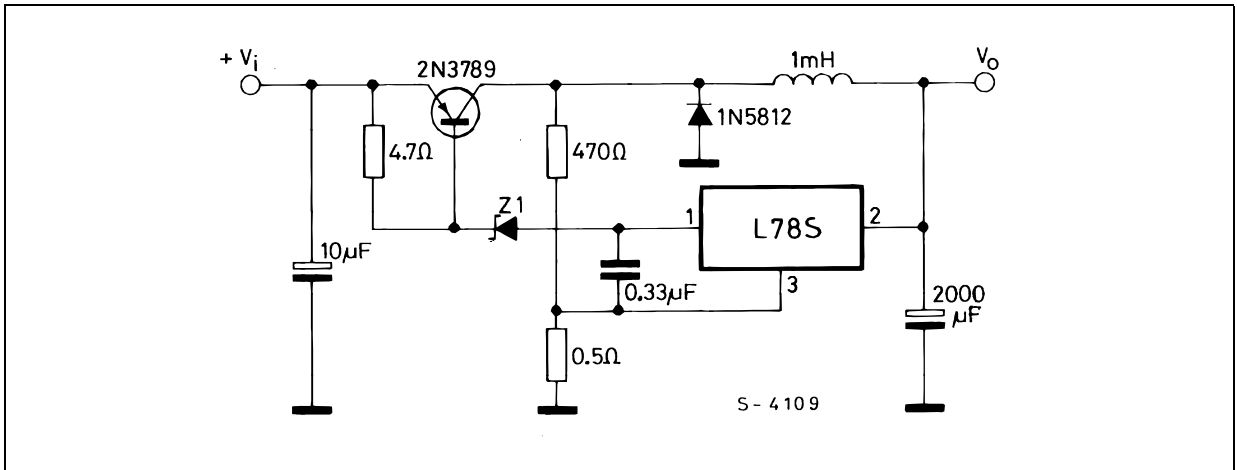 + Vi
2N3789
1mH
Vo
4.7Ω
470Ω
1N5812
Z1
1
L78S
2
10µF
0.33µF
3
2000
µF
0.5Ω
S-4109